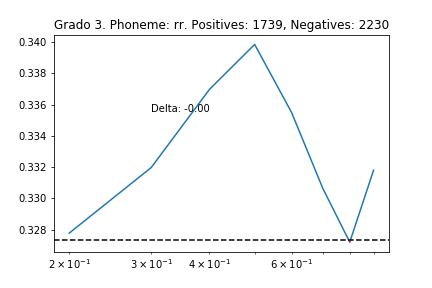 Grado 3. Phoneme: rr. Positives: 1739, Negatives: 2230
0.340
0.338
0.336
Delta: -0.00
0.334
0.332
0.330
0.328
2 × 10⁻¹ 3 × 10⁻¹ 4 × 10⁻¹ 6 × 10⁻¹